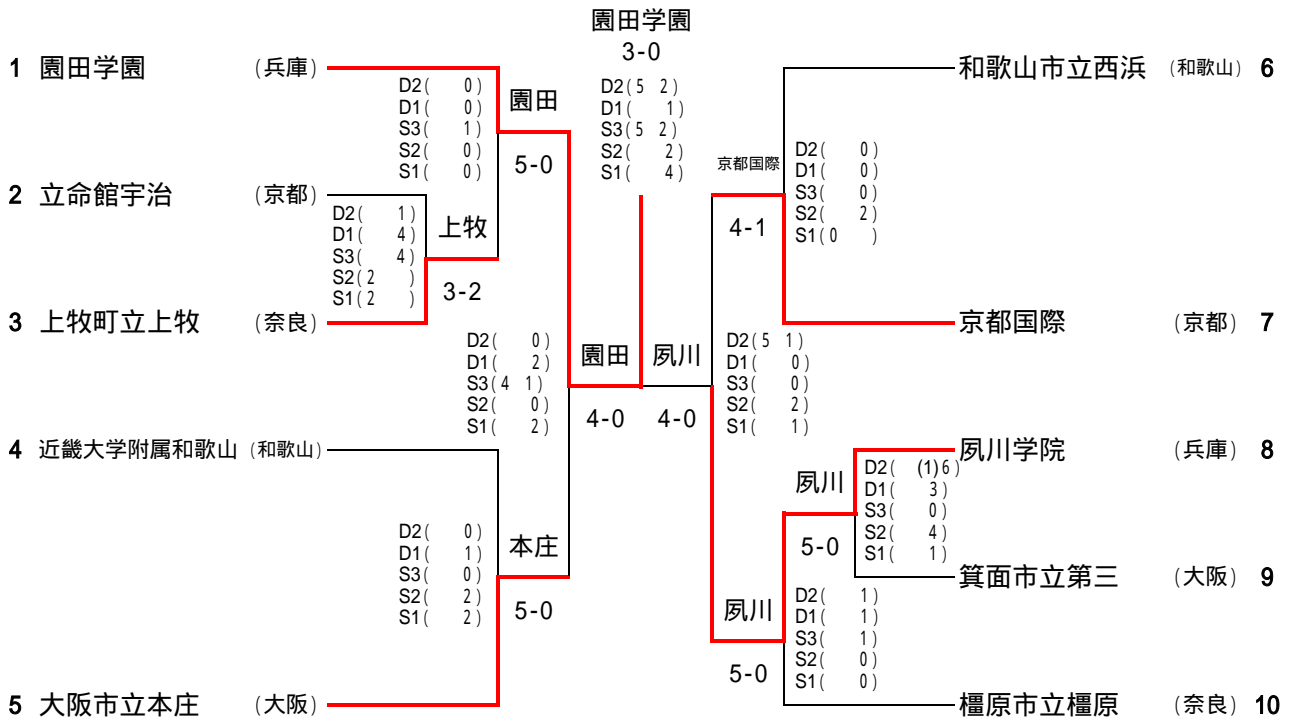 園田学園
3-0
D2(5 2)
D1( 1)
S3(5 2)
S2( 2)
S1( 4)
1 園田学園 (兵庫)
D2( 0)
D1( 0)
S3( 1)
S2( 0)
S1( 0)
園田
5-0
2 立命館宇治 (京都)
D2( 1)
D1( 4)
S3( 4)
S2(2 )
S1(2 )
上牧
3-2
3 上牧町立上牧 (奈良)
D2( 0)
D1( 2)
S3(4 1)
S2( 0)
S1( 2)
園田
4-0
4 近畿大学附属和歌山 (和歌山)
D2( 0)
D1( 1)
S3( 0)
S2( 2)
S1( 2)
本庄
5-0
5 大阪市立本庄 (大阪)
和歌山市立西浜 (和歌山) 6
京都国際
4-1
D2( 0)
D1( 0)
S3( 0)
S2( 2)
S1(0 )
京都国際 (京都) 7
夙川
4-0
D2(5 1)
D1( 0)
S3( 0)
S2( 2)
S1( 1)
夙川学院 (兵庫) 8
夙川
5-0
D2( (1)6)
D1( 3)
S3( 0)
S2( 4)
S1( 1)
箕面市立第三 (大阪) 9
夙川
5-0
D2( 1)
D1( 1)
S3( 1)
S2( 0)
S1( 0)
橿原市立橿原 (奈良) 10